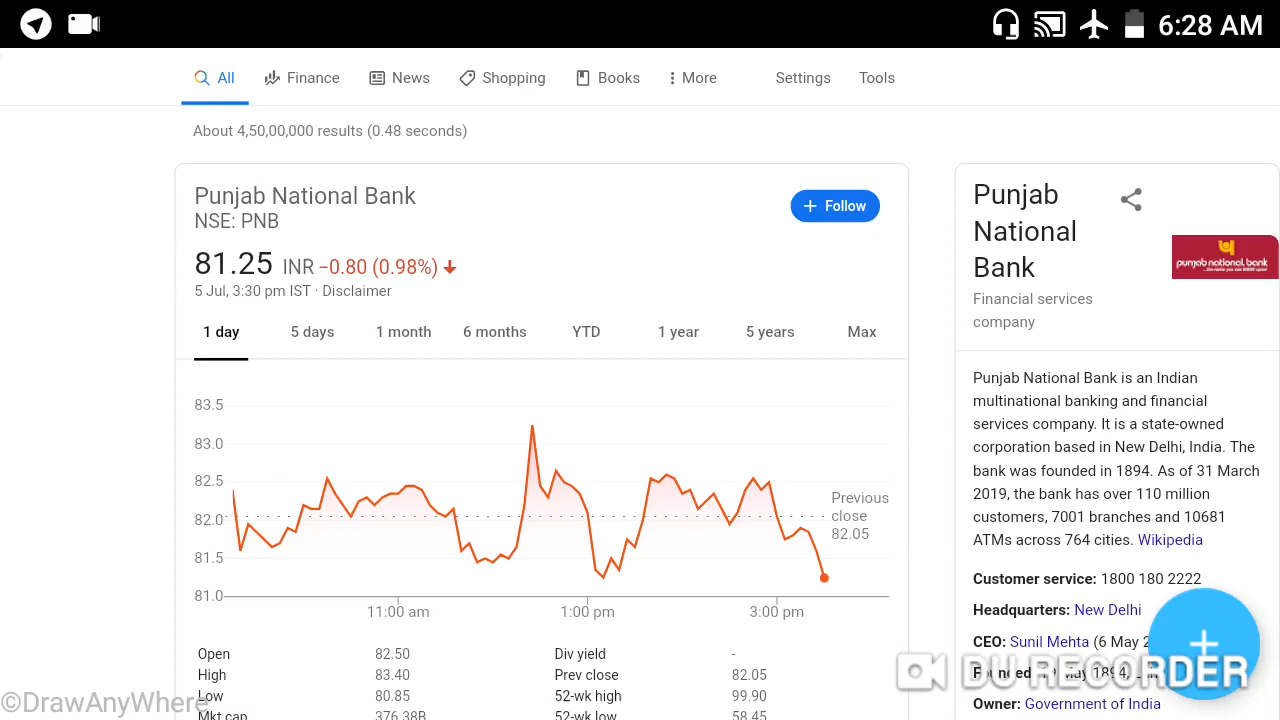 6:28 AM
All Finance News Shopping Books More Settings Tools
About 4,50,00,000 results (0.48 seconds)
Punjab National Bank
NSE: PNB
+ Follow
81.25 INR −0.80 (0.98%)
5 Jul, 3:30 pm IST · Disclaimer
1 day 5 days 1 month 6 months YTD 1 year 5 years Max
83.5
83.0
82.5
82.0
81.5
81.0
Previous
close
82.05
11:00 am 1:00 pm 3:00 pm
Open 82.50 Div yield -
High 83.40 Prev close 82.05
Low 80.85 52-wk high 99.90
Mkt cap 376.38B 52-wk low 58.45
Punjab
National
Bank
punjab national bank
Financial services
company
Punjab National Bank is an Indian
multinational banking and financial
services company. It is a state-owned
corporation based in New Delhi, India. The
bank was founded in 1894. As of 31 March
2019, the bank has over 110 million
customers, 7001 branches and 10681
ATMs across 764 cities. Wikipedia
Customer service: 1800 180 2222
Headquarters: New Delhi
CEO: Sunil Mehta (6 May
Founded: 19 May 1894,
Owner: Government of India
DU RECORDER
©DrawAnyWhere